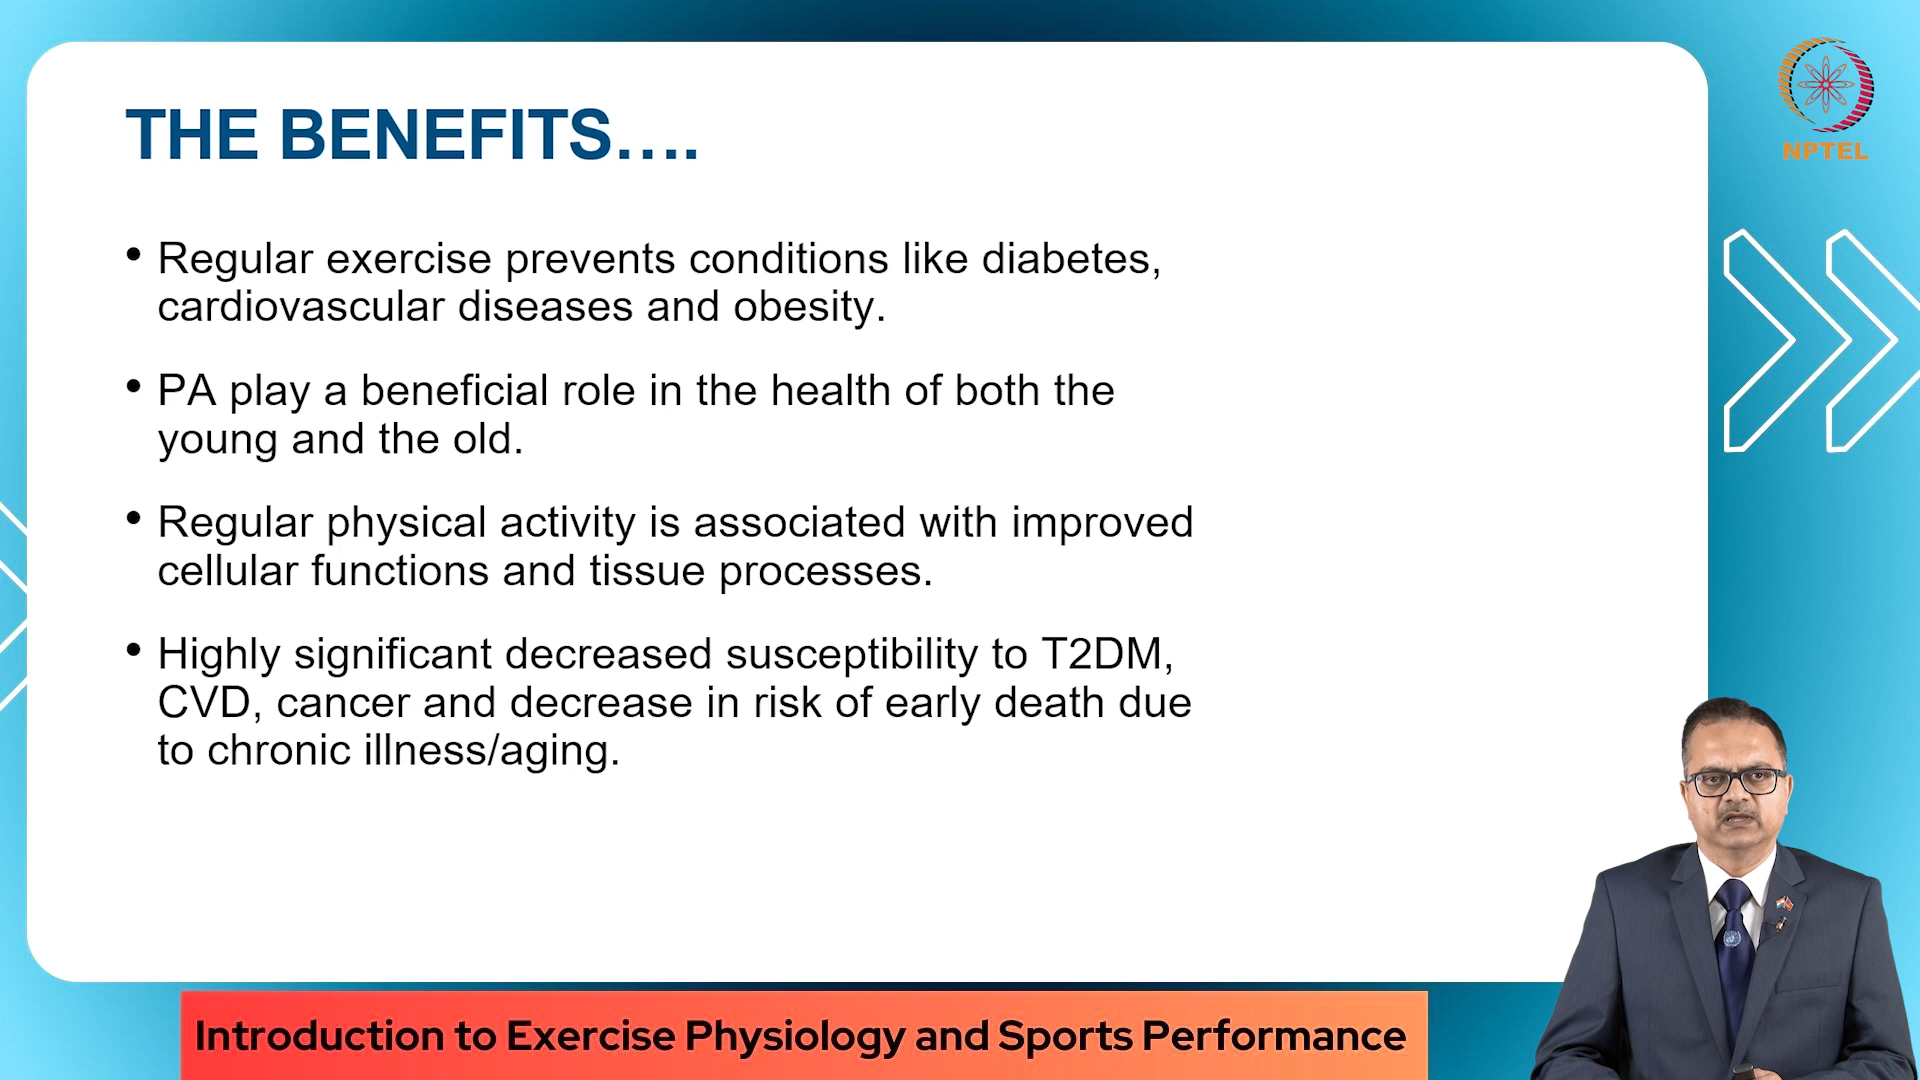 THE BENEFITS....
NPTEL
• Regular exercise prevents conditions like diabetes,
cardiovascular diseases and obesity.
• PA play a beneficial role in the health of both the
young and the old.
• Regular physical activity is associated with improved
cellular functions and tissue processes.
• Highly significant decreased susceptibility to T2DM,
CVD, cancer and decrease in risk of early death due
to chronic illness/aging.
Introduction to Exercise Physiology and Sports Performance